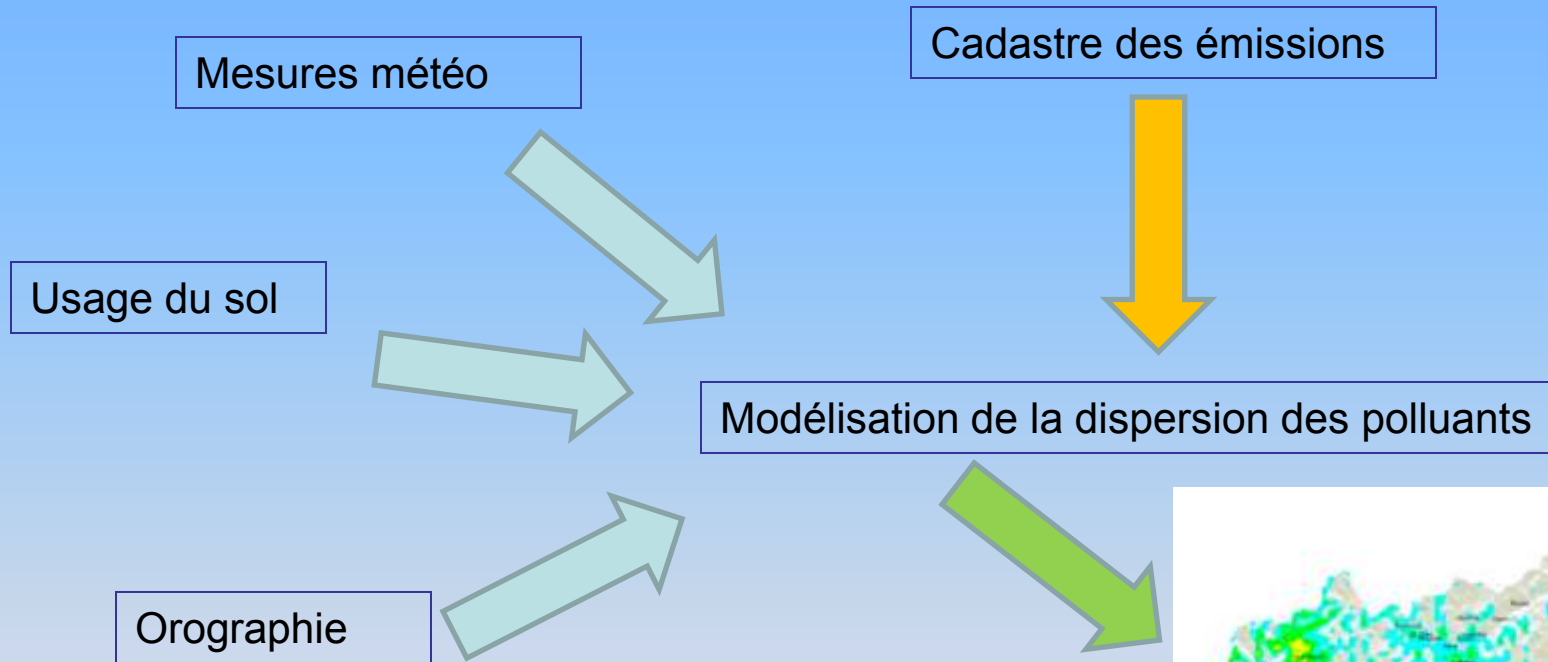 Mesures météo
Cadastre des émissions
Usage du sol
Modélisation de la dispersion des polluants
Orographie